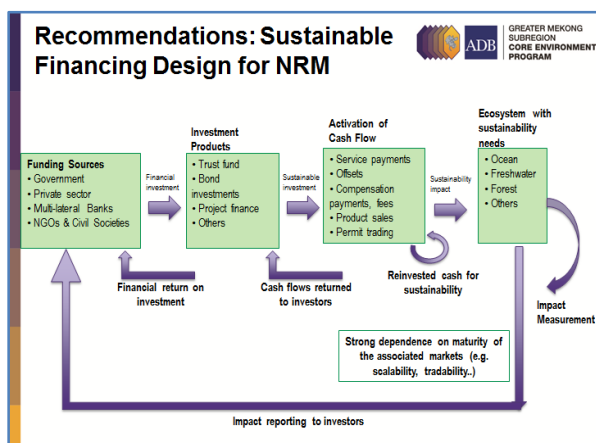 Recommendations: Sustainable
Financing Design for NRM
ADB
GREATER MEKONG
SUBREGION
CORE ENVIRONMENT
PROGRAM
Funding Sources
• Government
• Private sector
• Multi-lateral Banks
• NGOs & Civil Societies
Financial
investment
Investment
Products
• Trust fund
• Bond
investments
• Project finance
• Others
Sustainable
investment
Activation of
Cash Flow
• Service payments
• Offsets
• Compensation
payments, fees
• Product sales
• Permit trading
Sustainability
impact
Ecosystem with
sustainability
needs
• Ocean
• Freshwater
• Forest
• Others
Financial return on
investment
Cash flows returned
to investors
Reinvested cash for
sustainability
Impact
Measurement
Strong dependence on maturity of
the associated markets (e.g.
scalability, tradability..)
Impact reporting to investors